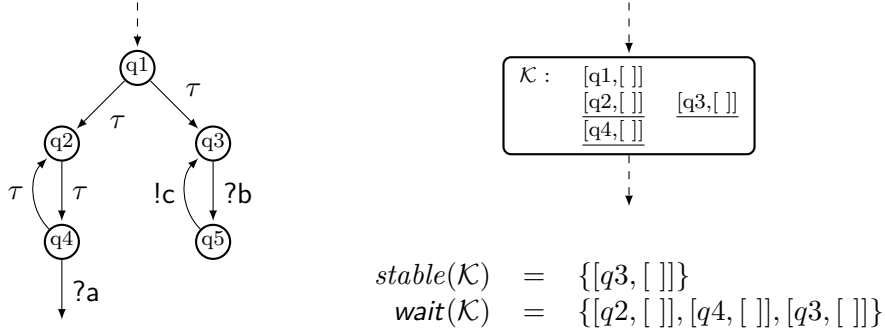 q1
τ
τ
q2
q3
τ
τ
!c
?b
q4
q5
?a
𝒦 : [q1,[ ]]
[q2,[ ]] [q3,[ ]]
[q4,[ ]]
stable(𝒦) = {[q3,[ ]]}
wait(𝒦) = {[q2,[ ]],[q4,[ ]],[q3,[ ]]}